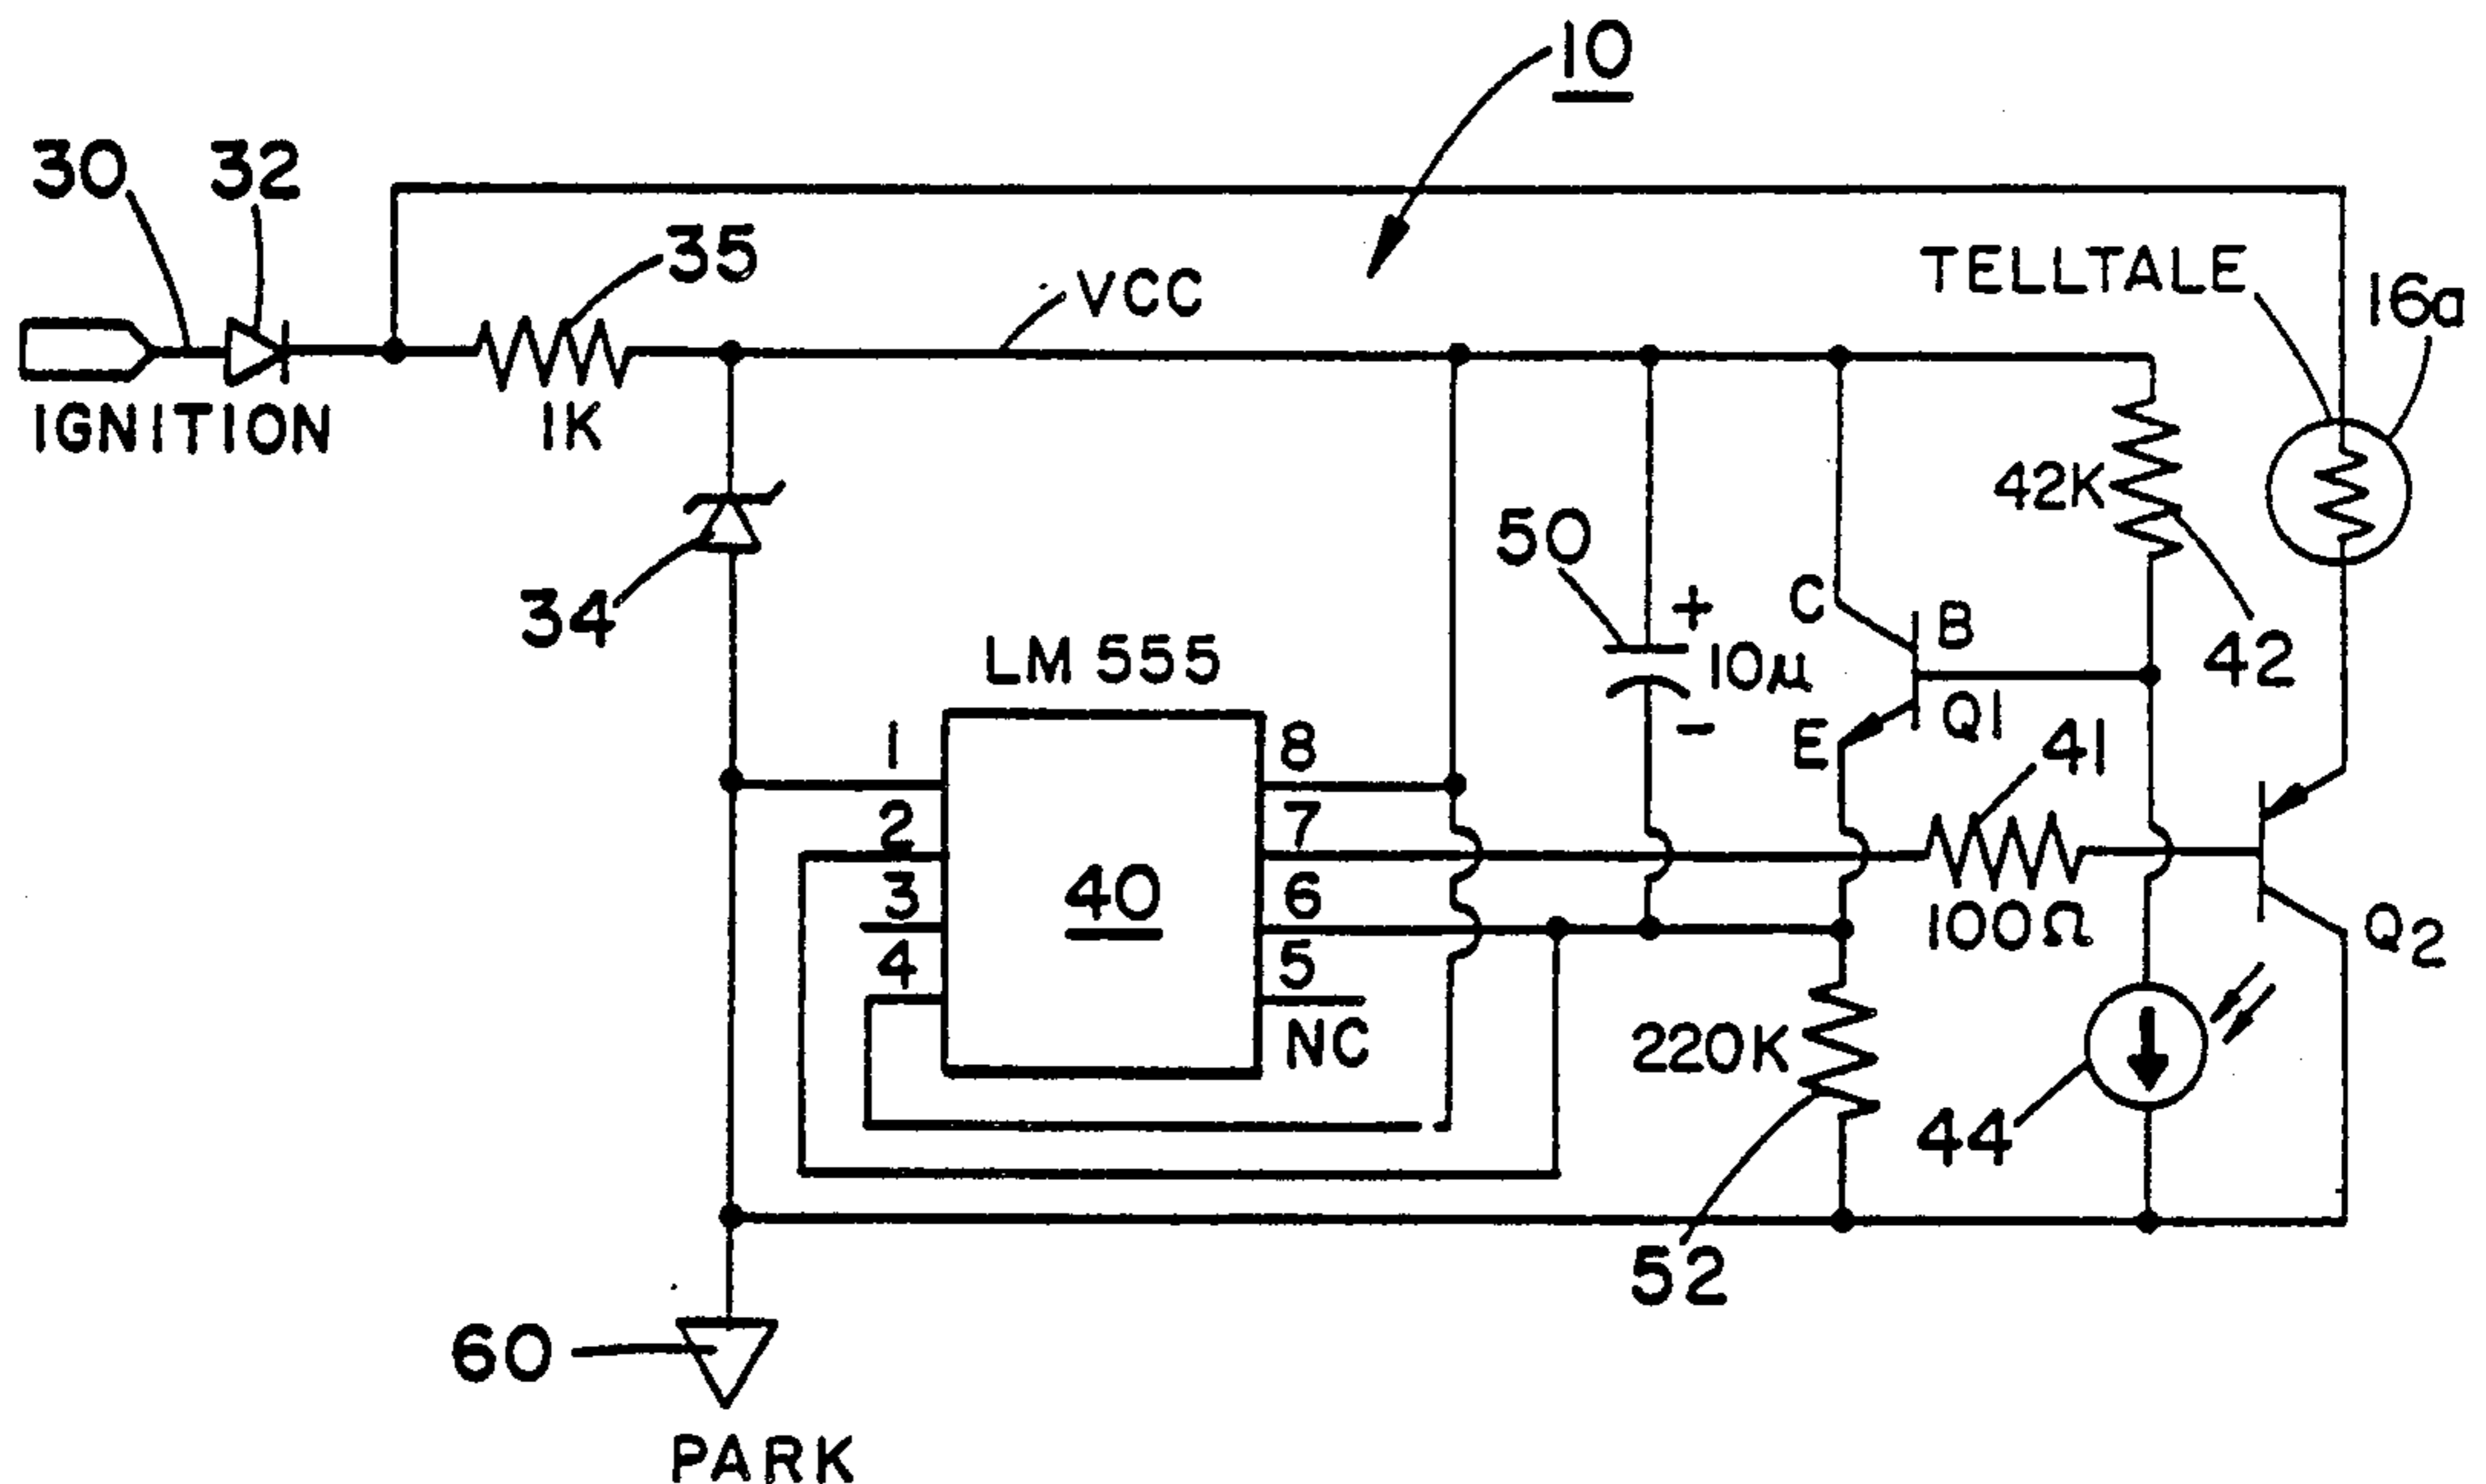 10
30
32
35
VCC
TELLTALE
16a
IGNITION
1K
42K
50
34
+
C
B
10µ
42
LM 555
1
8
E
Q1
41
-
2
7
3
40
6
100Ω
Q2
4
5
NC
220K
44
52
60
PARK